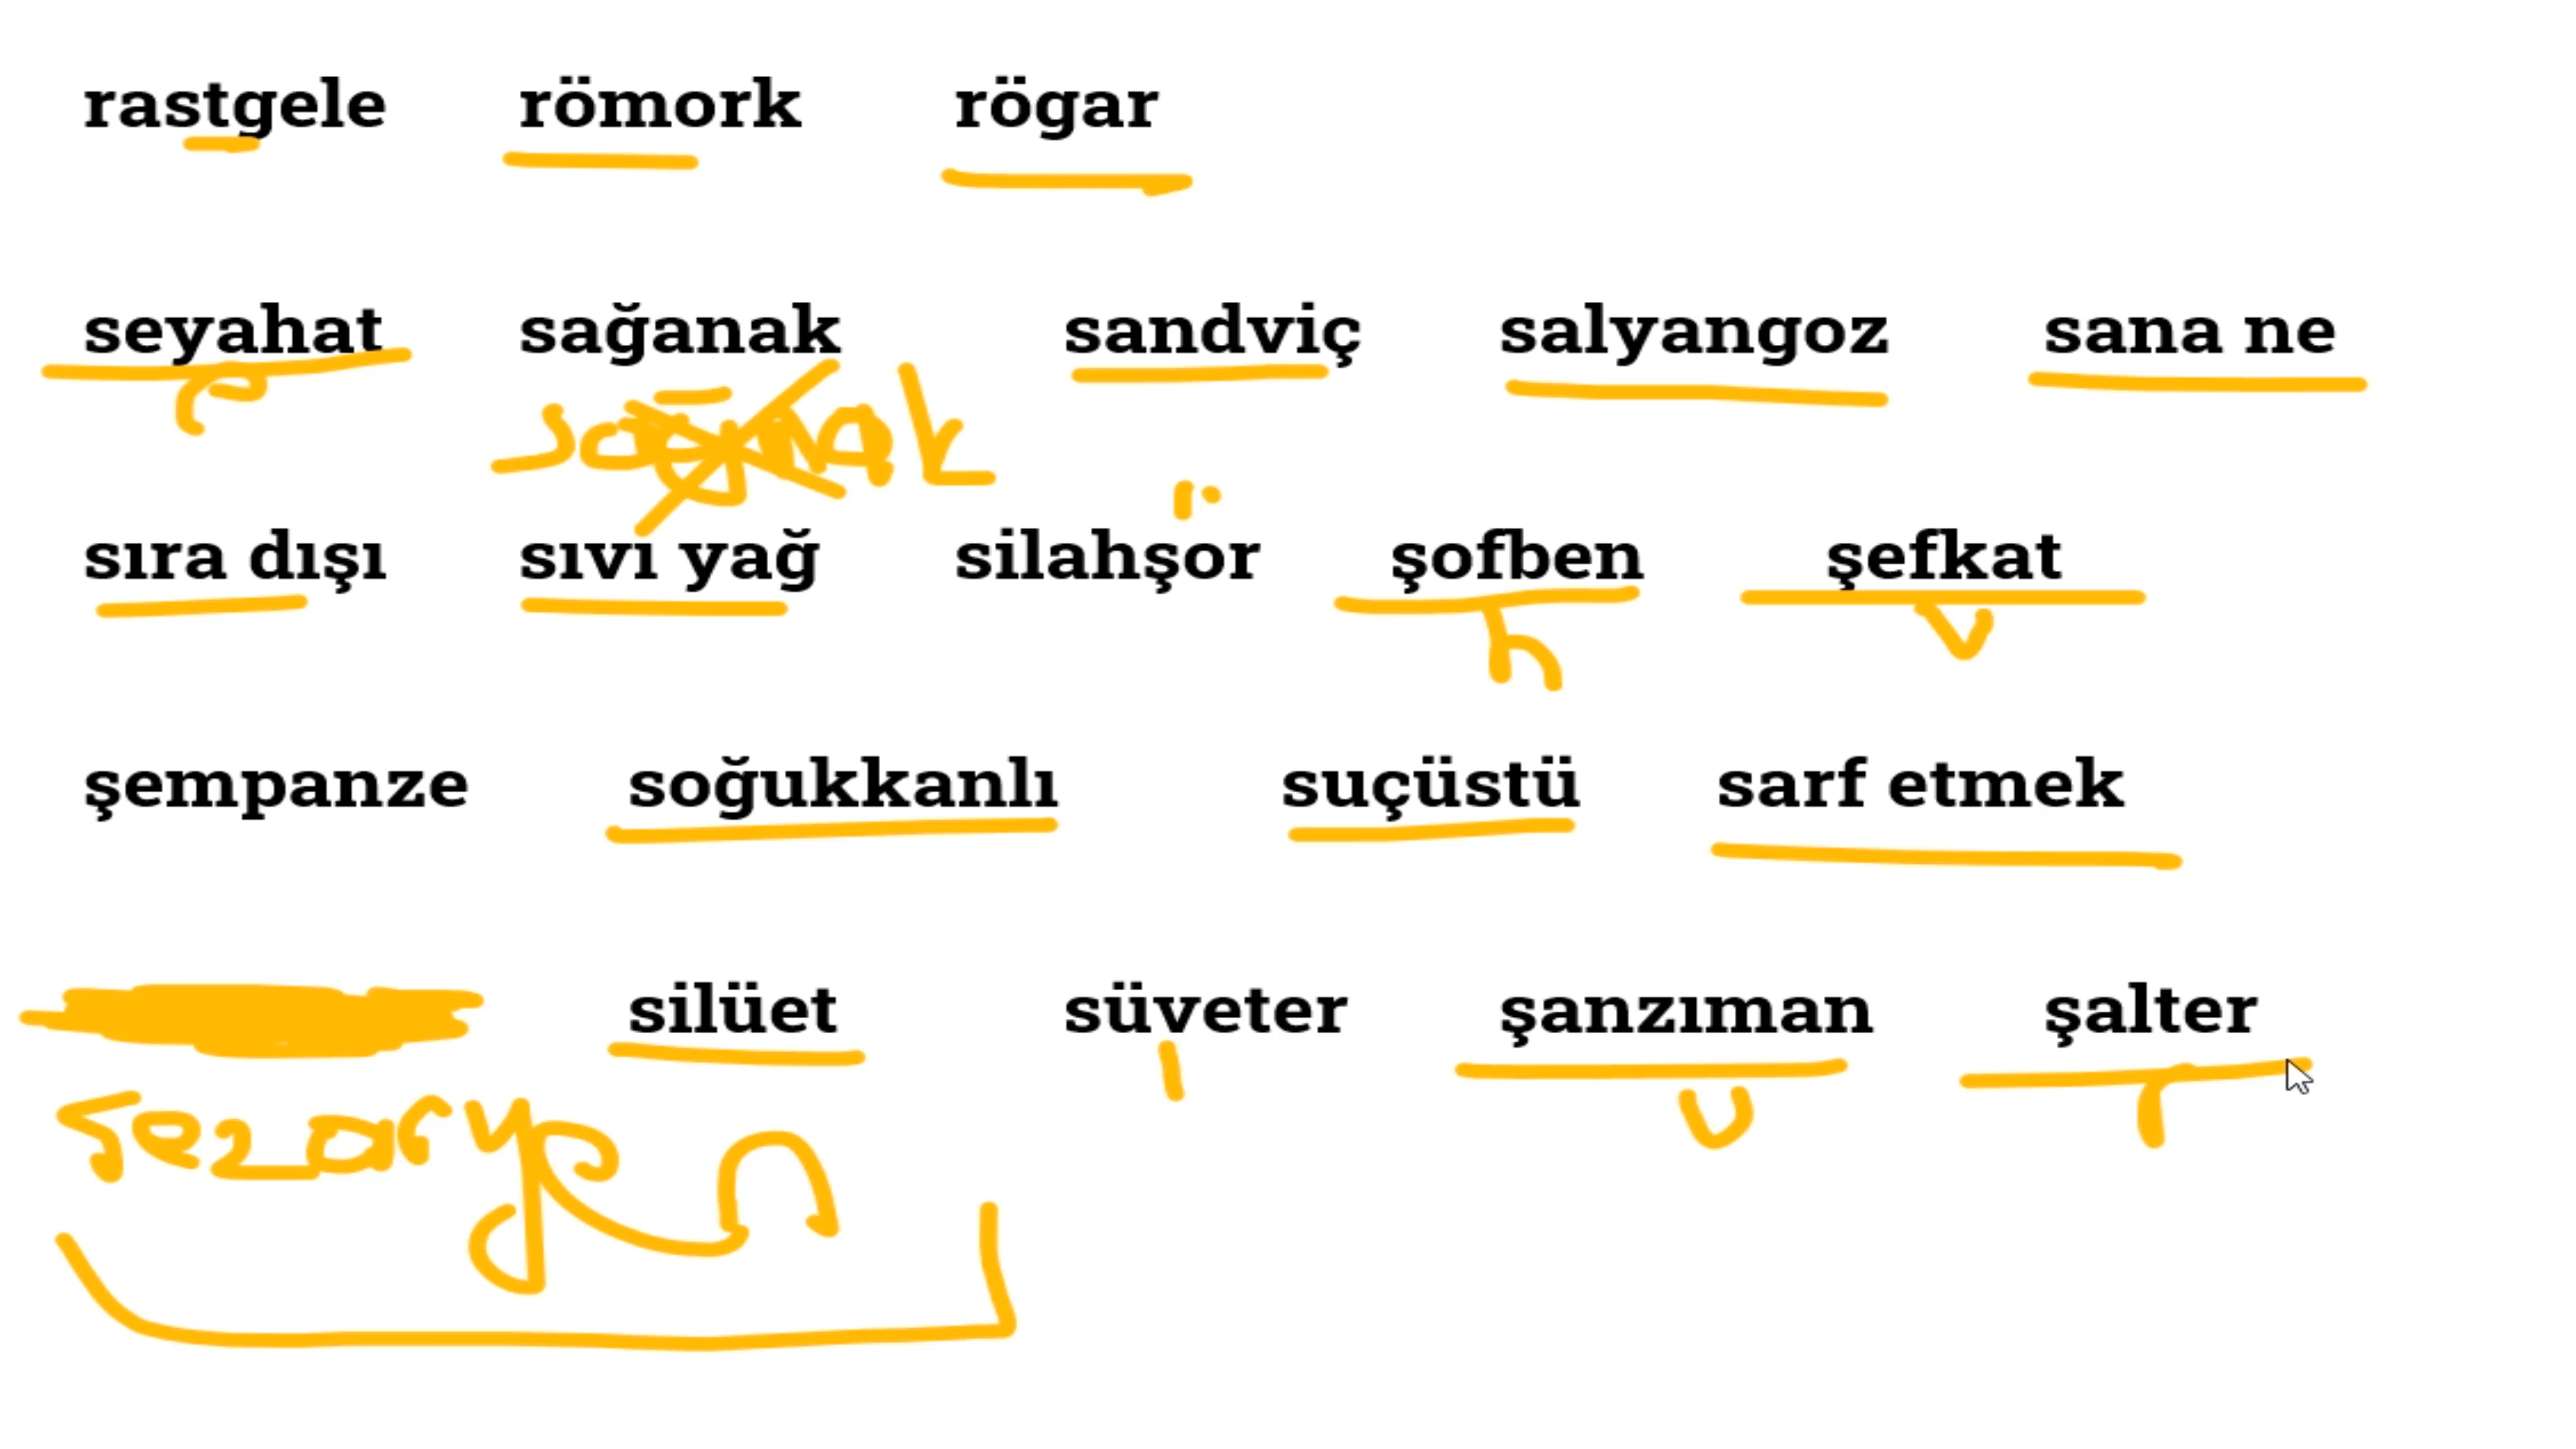 rastgele römork rögar
seyahat sağanak sandviç salyangoz sana ne
sıra dışı sıvı yağ silahşor şofben şefkat
h v
şempanze soğukkanlı suçüstü sarf etmek
silüet süveter şanzıman şalter
sezaryen